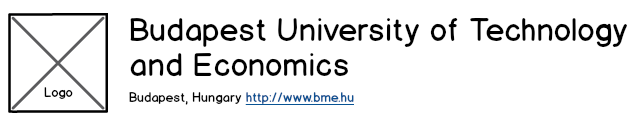 Budapest University of Technology
and Economics
Logo
Budapest, Hungary http://www.bme.hu